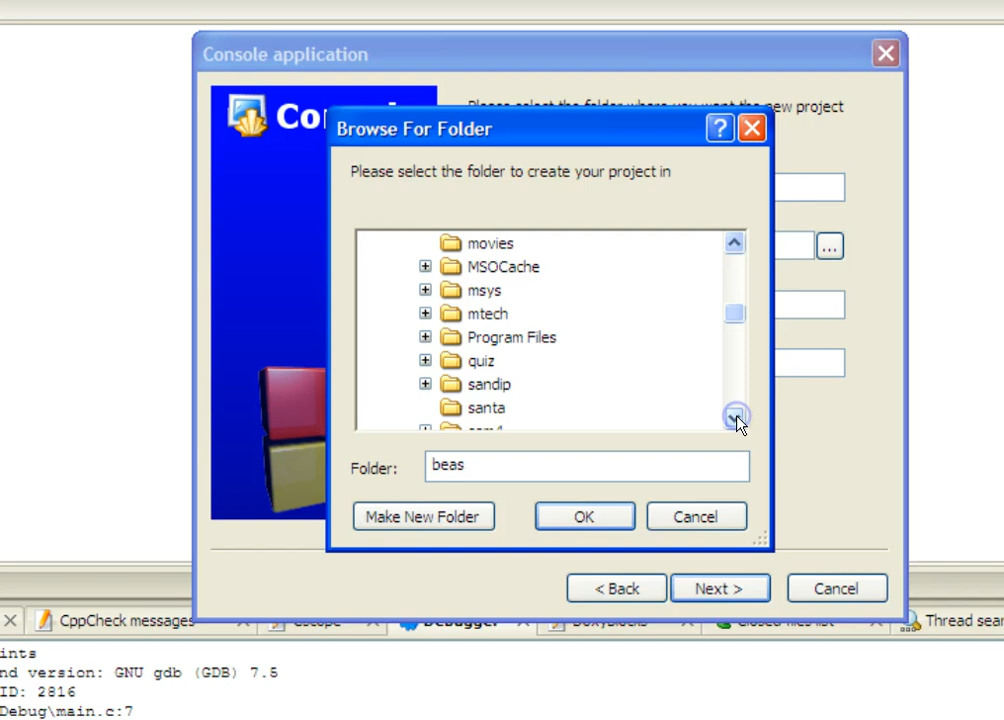 Console application
Con
Please select the folder where you want the new project
Browse For Folder
Please select the folder to create your project in
movies
MSOCache
msys
mtech
Program Files
quiz
sandip
santa
Folder: beas
Make New Folder OK Cancel
...
< Back Next > Cancel
CppCheck messages Debugger Thread sear
ints
nd version: GNU gdb (GDB) 7.5
ID: 2816
Debug\main.c:7